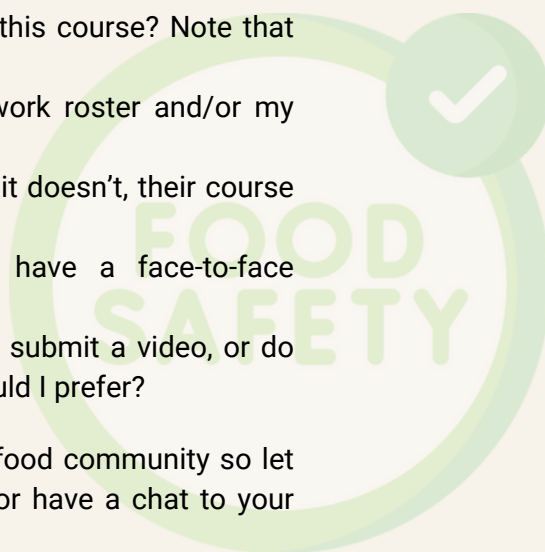 this course? Note that
work roster and/or my
it doesn’t, their course
have a face-to-face
submit a video, or do
uld I prefer?
food community so let
or have a chat to your
FOOD
SAFETY